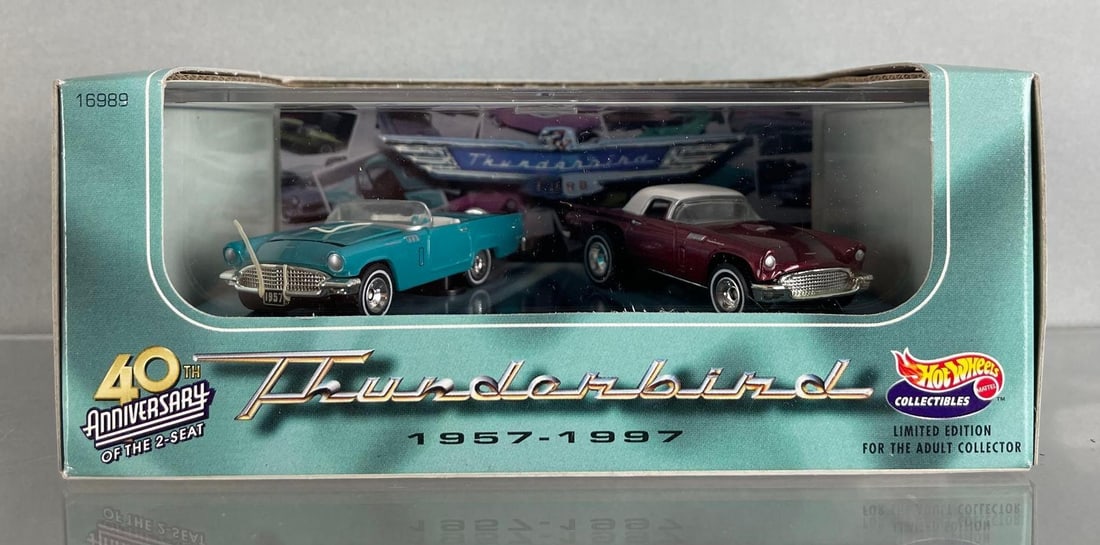 16989
Thunderbird
1957
40TH
ANNIVERSARY
OF THE 2-SEAT
Thunderbird
1957-1997
Hot Wheels
MATTEL
COLLECTIBLES
TM
LIMITED EDITION
FOR THE ADULT COLLECTOR